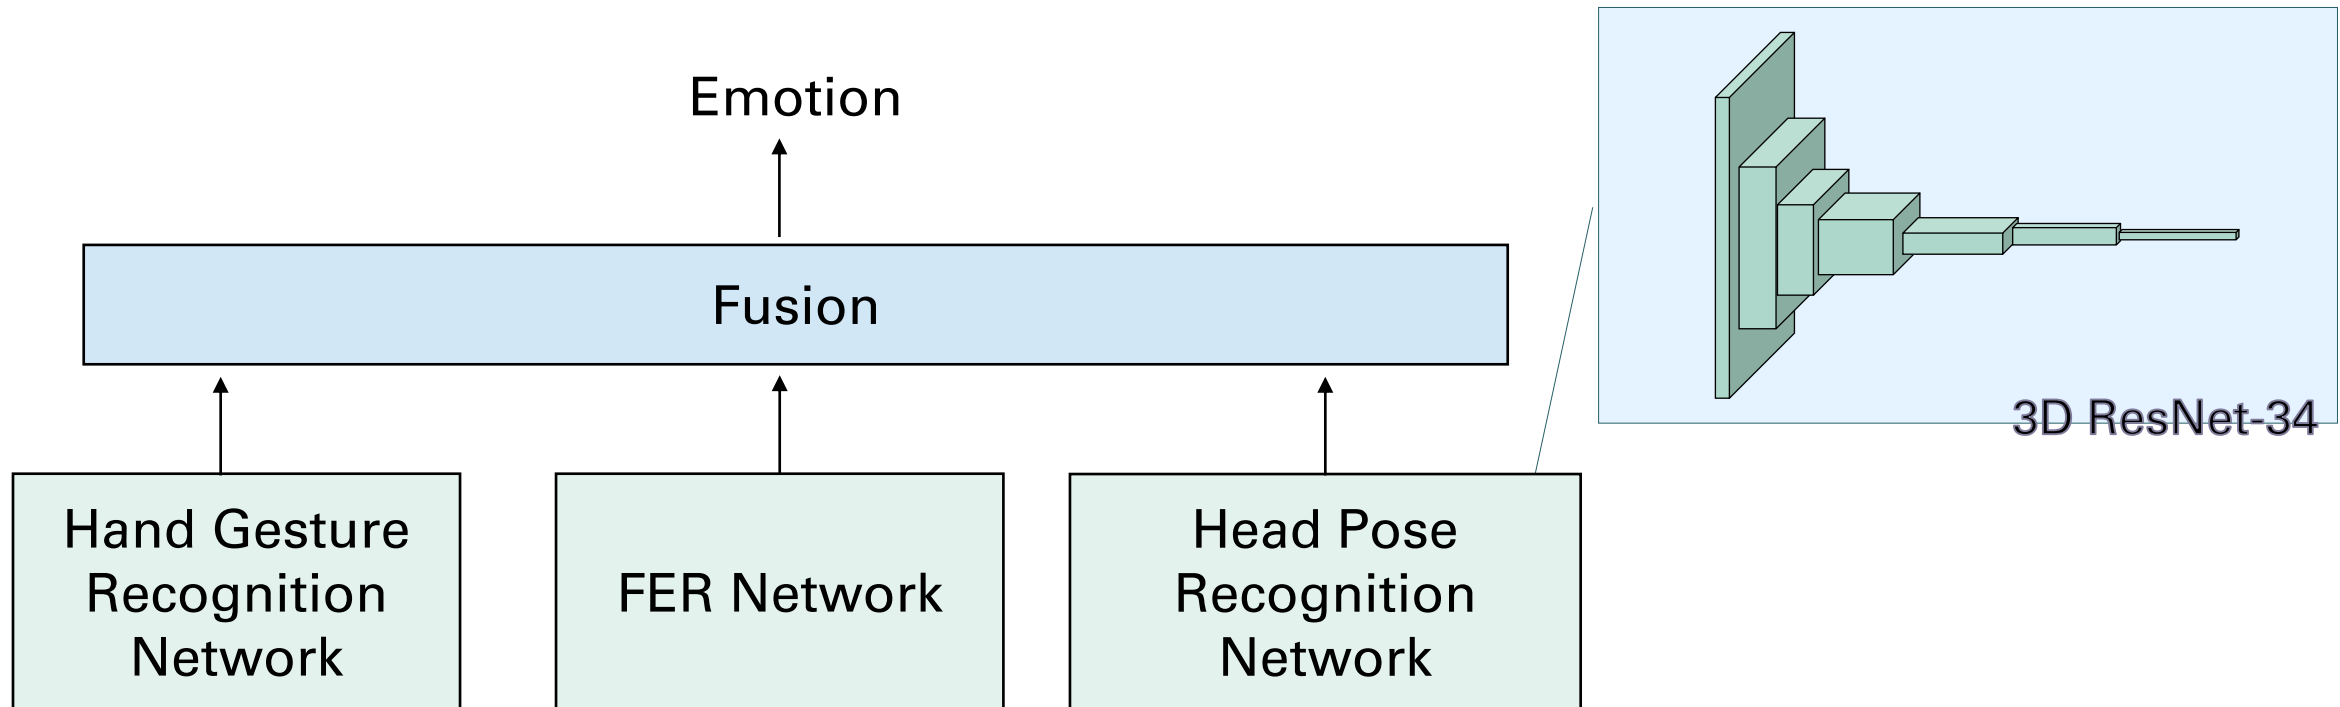 Emotion
Fusion
3D ResNet-34
Hand Gesture
Recognition
Network
FER Network
Head Pose
Recognition
Network